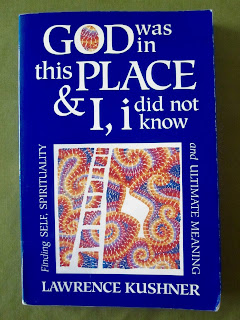 GOD was
in
this PLACE
& I, i did not
know
Finding SELF, SPIRITUALITY
and ULTIMATE MEANING
LAWRENCE KUSHNER